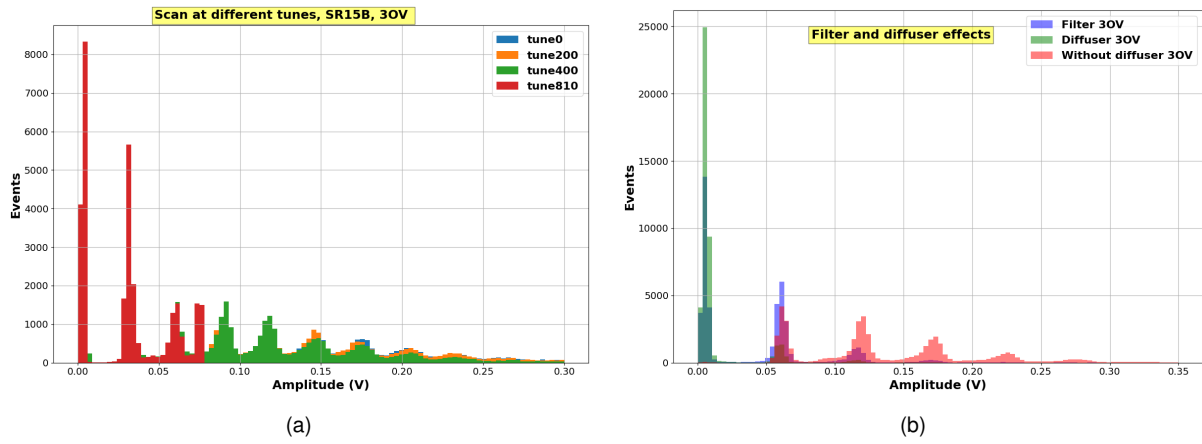 Scan at different tunes, SR15B, 3OV
tune0
tune200
tune400
tune810
8000
7000
6000
5000
4000
3000
2000
1000
0
Events
0.00 0.05 0.10 0.15 0.20 0.25 0.30
Amplitude (V)
(a)
Filter and diffuser effects
Filter 3OV
Diffuser 3OV
Without diffuser 3OV
25000
20000
15000
10000
5000
0
Events
0.00 0.05 0.10 0.15 0.20 0.25 0.30 0.35
Amplitude (V)
(b)